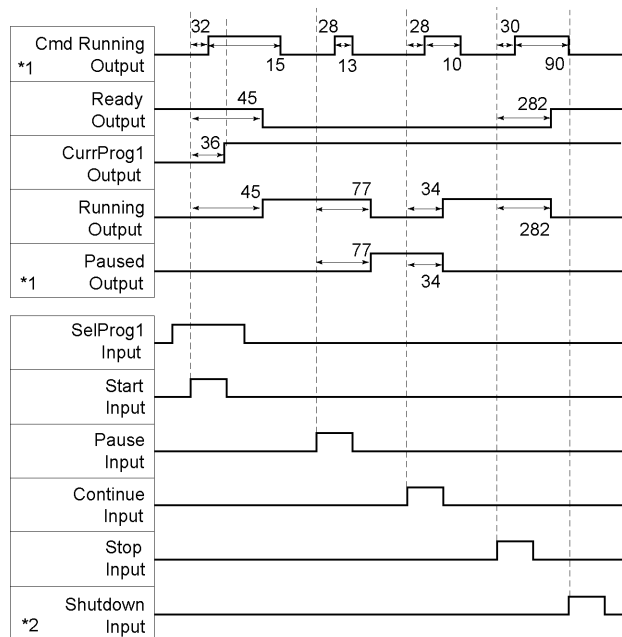 32 28 28 30
Cmd Running
*1 Output 15 13 10 90
Ready 45 282
Output
CurrProg1 36
Output
Running 45 77 34
Output 282
Paused 77
*1 Output 34
SelProg1
Input
Start
Input
Pause
Input
Continue
Input
Stop
Input
Shutdown
*2 Input